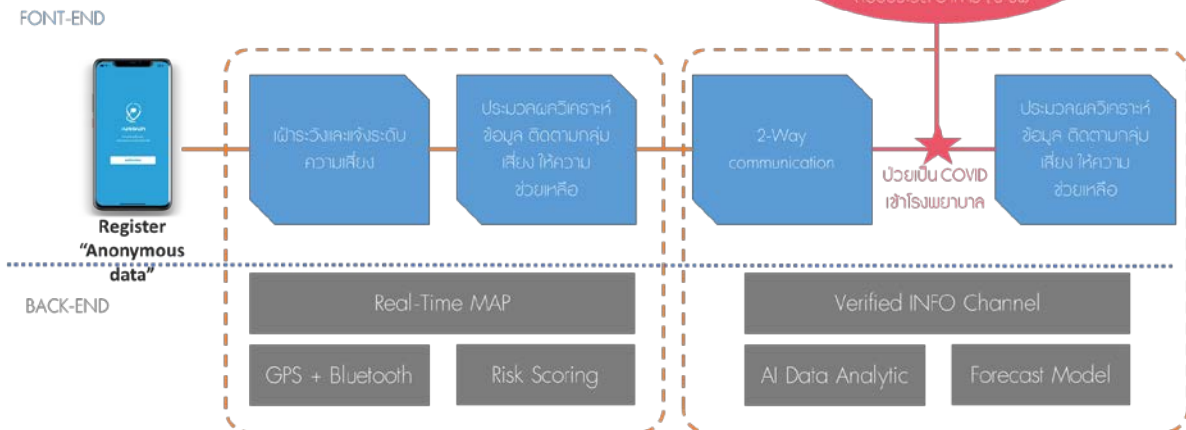 FONT-END
เฝ้าระวังและแจ้งระดับ
ความเสี่ยง
ประมวลผลวิเคราะห์
ข้อมูล ติดตามกลุ่ม
เสี่ยง ให้ความ
ช่วยเหลือ
2-Way
communication
ป่วยเป็น COVID
เข้าโรงพยาบาล
ประมวลผลวิเคราะห์
ข้อมูล ติดตามกลุ่ม
เสี่ยง ให้ความ
ช่วยเหลือ
Register
“Anonymous
data”
BACK-END
Real-Time MAP
GPS + Bluetooth
Risk Scoring
Verified INFO Channel
AI Data Analytic
Forecast Model